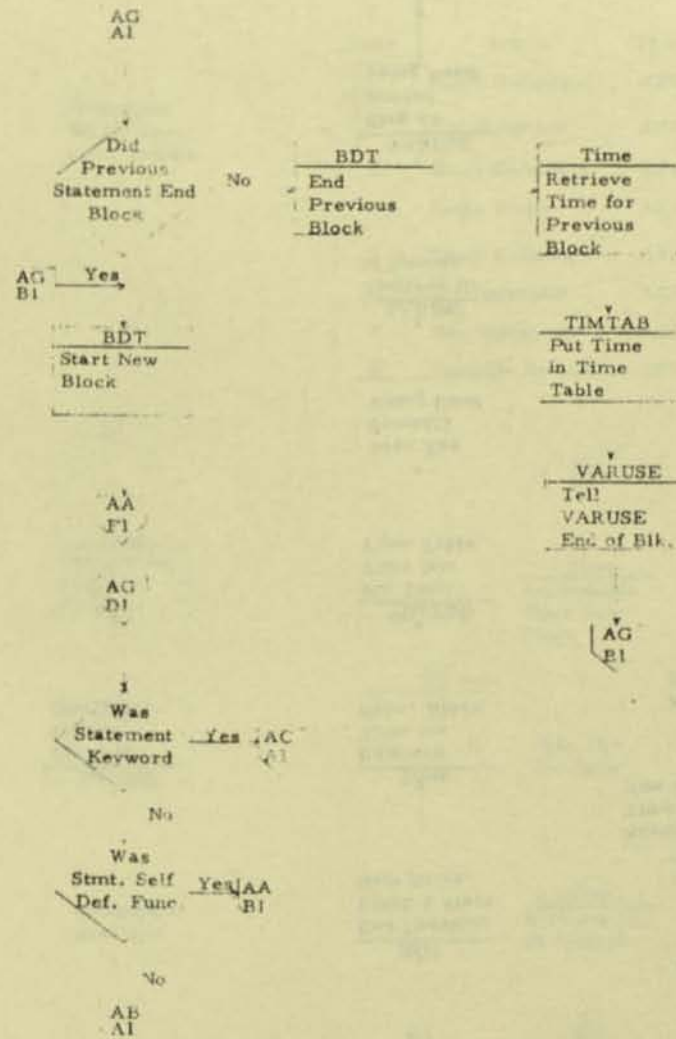 AG
A1
Did
Previous
Statement End
Block
No
BDT
End
Previous
Block
Time
Retrieve
Time for
Previous
Block
AG
B1
Yes
BDT
Start New
Block
TIMTAB
Put Time
in Time
Table
VARUSE
Tell
VARUSE
End of Blk.
AA
F1
AG
D1
AG
B1
Was
Statement
Keyword
Yes
AC
A1
No
Was
Stmt. Self
Def. Func
Yes
AA
B1
No
AB
A1